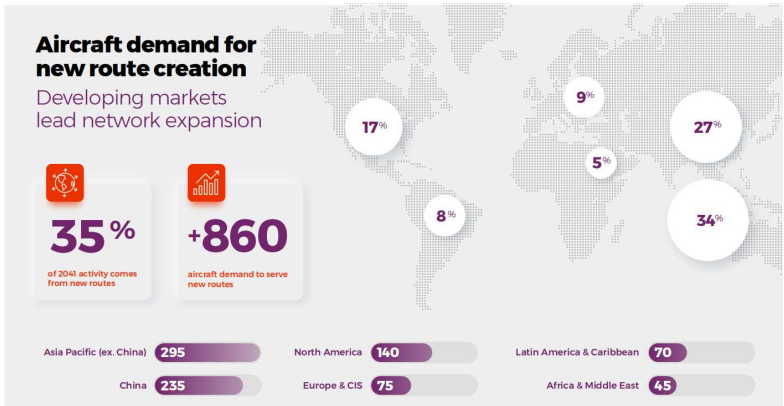 Aircraft demand for
new route creation
Developing markets
lead network expansion
35%
of 2041 activity comes
from new routes
+860
aircraft demand to serve
new routes
17%
9%
27%
5%
8%
34%
Asia Pacific (ex. China) 295
China 235
North America 140
Europe & CIS 75
Latin America & Caribbean 70
Africa & Middle East 45